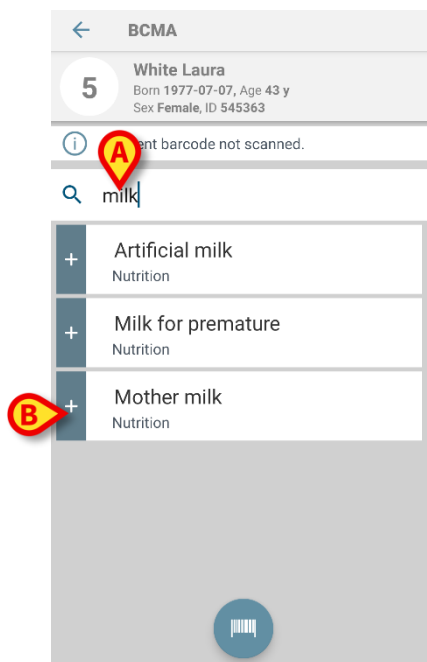 BCMA
5
White Laura
Born 1977-07-07, Age 43 y
Sex Female, ID 545363
ent barcode not scanned.
A
milk
Artificial milk
Nutrition
Milk for premature
Nutrition
Mother milk
B
Nutrition